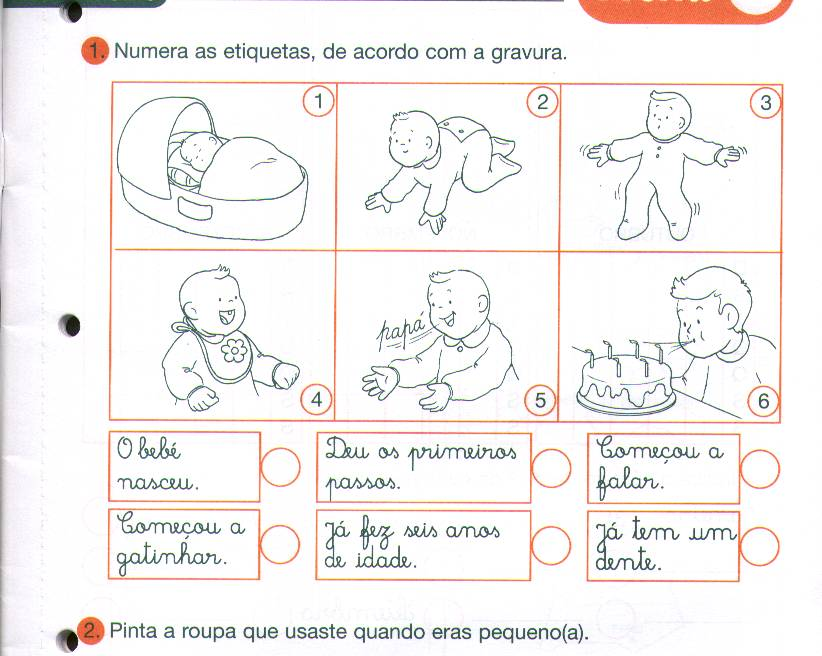 1. Numera as etiquetas, de acordo com a gravura.
1
2
3
papá
4
5
6
O bebé
nasceu.
Deu os primeiros
passos.
Começou a
falar.
Começou a
gatinhar.
Já fez seis anos
de idade.
Já tem um
dente.
2. Pinta a roupa que usaste quando eras pequeno(a).